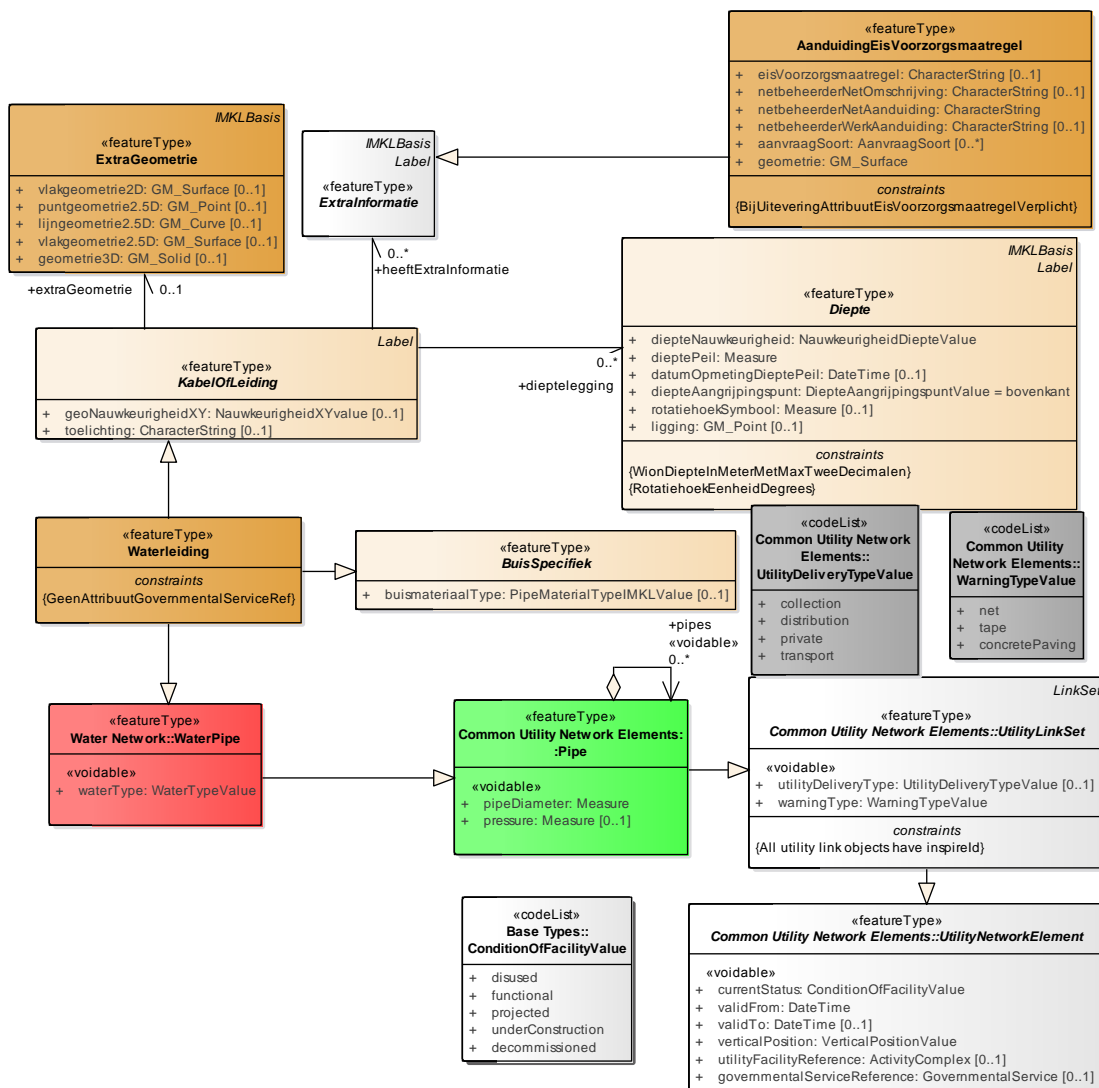 «featureType»
AanduidingEisVoorzorgsmaatregel
+ eisVoorzorgsmaatregel: CharacterString [0..1]
+ netbeheerderNetOmschrijving: CharacterString [0..1]
+ netbeheerderNetAanduiding: CharacterString
+ netbeheerderWerkAanduiding: CharacterString [0..1]
+ aanvraagSoort: AanvraagSoort [0..*]
+ geometrie: GM_Surface
constraints
{BijUiteveringAttribuutEisVoorzorgsmaatregelVerplicht}
IMKLBasis
«featureType»
ExtraGeometrie
+ vlakgeometrie2D: GM_Surface [0..1]
+ puntgeometrie2.5D: GM_Point [0..1]
+ lijngeometrie2.5D: GM_Curve [0..1]
+ vlakgeometrie2.5D: GM_Surface [0..1]
+ geometrie3D: GM_Solid [0..1]
IMKLBasis
Label
«featureType»
ExtraInformatie
0..*
+heeftExtraInformatie
+extraGeometrie
0..1
IMKLBasis
Label
«featureType»
Diepte
+ diepteNauwkeurigheid: NauwkeurigheidDiepteValue
+ dieptePeil: Measure
+ datumOpmetingDieptePeil: DateTime [0..1]
+ diepteAangrijpingspunt: DiepteAangrijpingspuntValue = bovenkant
+ rotatiehoekSymbool: Measure [0..1]
+ ligging: GM_Point [0..1]
constraints
{WionDiepteInMeterMetMaxTweeDecimalen}
{RotatiehoekEenheidDegrees}
Label
«featureType»
KabelOfLeiding
+ geoNauwkeurigheidXY: NauwkeurigheidXYvalue [0..1]
+ toelichting: CharacterString [0..1]
0..*
+dieptelegging
«featureType»
Waterleiding
constraints
{GeenAttribuutGovernmentalServiceRef}
«featureType»
BuisSpecifiek
+ buismateriaalType: PipeMaterialTypeIMKLValue [0..1]
«codeList»
Common Utility Network
Elements::
UtilityDeliveryTypeValue
+ collection
+ distribution
+ private
+ transport
«codeList»
Common Utility
Network Elements::
WarningTypeValue
+ net
+ tape
+ concretePaving
+pipes
«voidable»
0..*
«featureType»
Water Network::WaterPipe
«voidable»
+ waterType: WaterTypeValue
«featureType»
Common Utility Network Elements:
:Pipe
«voidable»
+ pipeDiameter: Measure
+ pressure: Measure [0..1]
LinkSet
«featureType»
Common Utility Network Elements::UtilityLinkSet
«voidable»
+ utilityDeliveryType: UtilityDeliveryTypeValue [0..1]
+ warningType: WarningTypeValue
constraints
{All utility link objects have inspireId}
«codeList»
Base Types::
ConditionOfFacilityValue
+ disused
+ functional
+ projected
+ underConstruction
+ decommissioned
«featureType»
Common Utility Network Elements::UtilityNetworkElement
«voidable»
+ currentStatus: ConditionOfFacilityValue
+ validFrom: DateTime
+ validTo: DateTime [0..1]
+ verticalPosition: VerticalPositionValue
+ utilityFacilityReference: ActivityComplex [0..1]
+ governmentalServiceReference: GovernmentalService [0..1]